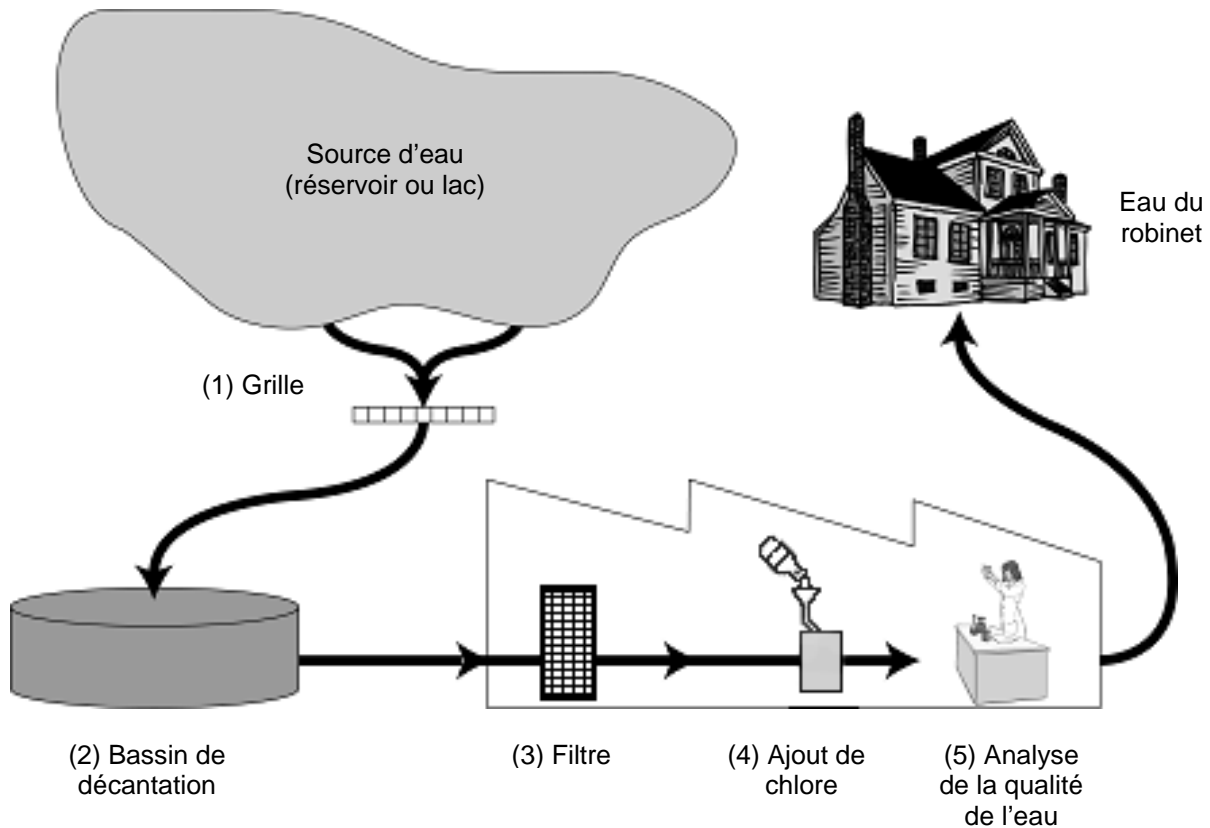 Source d’eau
(réservoir ou lac)
Eau du
robinet
(1) Grille
(2) Bassin de
décantation
(3) Filtre
(4) Ajout de
chlore
(5) Analyse
de la qualité
de l’eau